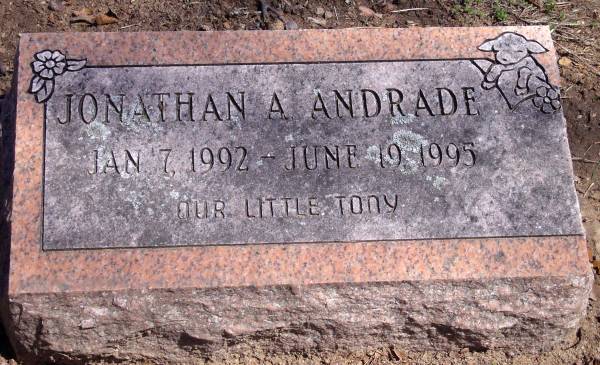 JONATHAN A. ANDRADE
JAN 7, 1992 - JUNE 19, 1995
OUR LITTLE TONY